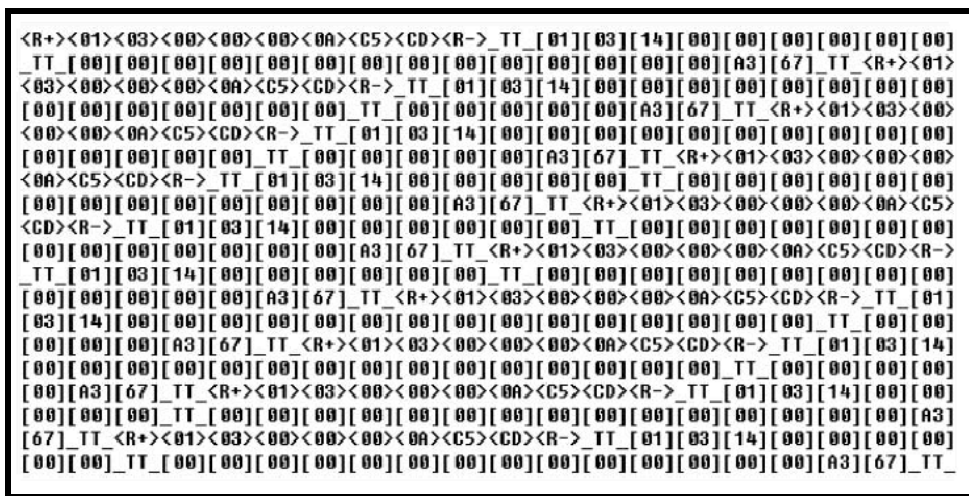 <R+><01><03><00><00><00><0A><C5><CD><R->_TT_[01][03][14][00][00][00][00][00][00]
_TT_[00][00][00][00][00][00][00][00][00][00][00][00][00][00][A3][67]_TT_<R+><01>
<03><00><00><00><0A><C5><CD><R->_TT_[01][03][14][00][00][00][00][00][00][00][00]
[00][00][00][00][00][00][00]_TT_[00][00][00][00][00][A3][67]_TT_<R+><01><03><00>
<00><00><0A><C5><CD><R->_TT_[01][03][14][00][00][00][00][00][00][00][00][00][00]
[00][00][00][00][00]_TT_[00][00][00][00][00][A3][67]_TT_<R+><01><03><00><00><00>
<0A><C5><CD><R->_TT_[01][03][14][00][00][00][00][00]_TT_[00][00][00][00][00][00]
[00][00][00][00][00][00][00][00][00][A3][67]_TT_<R+><01><03><00><00><00><0A><C5>
<CD><R->_TT_[01][03][14][00][00][00][00][00][00]_TT_[00][00][00][00][00][00][00]
[00][00][00][00][00][00][00][A3][67]_TT_<R+><01><03><00><00><00><0A><C5><CD><R->
_TT_[01][03][14][00][00][00][00][00][00]_TT_[00][00][00][00][00][00][00][00][00]
[00][00][00][00][00][A3][67]_TT_<R+><01><03><00><00><00><0A><C5><CD><R->_TT_[01]
[03][14][00][00][00][00][00][00][00][00][00][00][00][00][00][00][00]_TT_[00][00]
[00][00][00][A3][67]_TT_<R+><01><03><00><00><00><0A><C5><CD><R->_TT_[01][03][14]
[00][00][00][00][00][00][00][00][00][00][00][00][00][00][00]_TT_[00][00][00][00]
[00][A3][67]_TT_<R+><01><03><00><00><00><0A><C5><CD><R->_TT_[01][03][14][00][00]
[00][00][00]_TT_[00][00][00][00][00][00][00][00][00][00][00][00][00][00][00][A3]
[67]_TT_<R+><01><03><00><00><00><0A><C5><CD><R->_TT_[01][03][14][00][00][00][00]
[00][00]_TT_[00][00][00][00][00][00][00][00][00][00][00][00][00][00][A3][67]_TT_